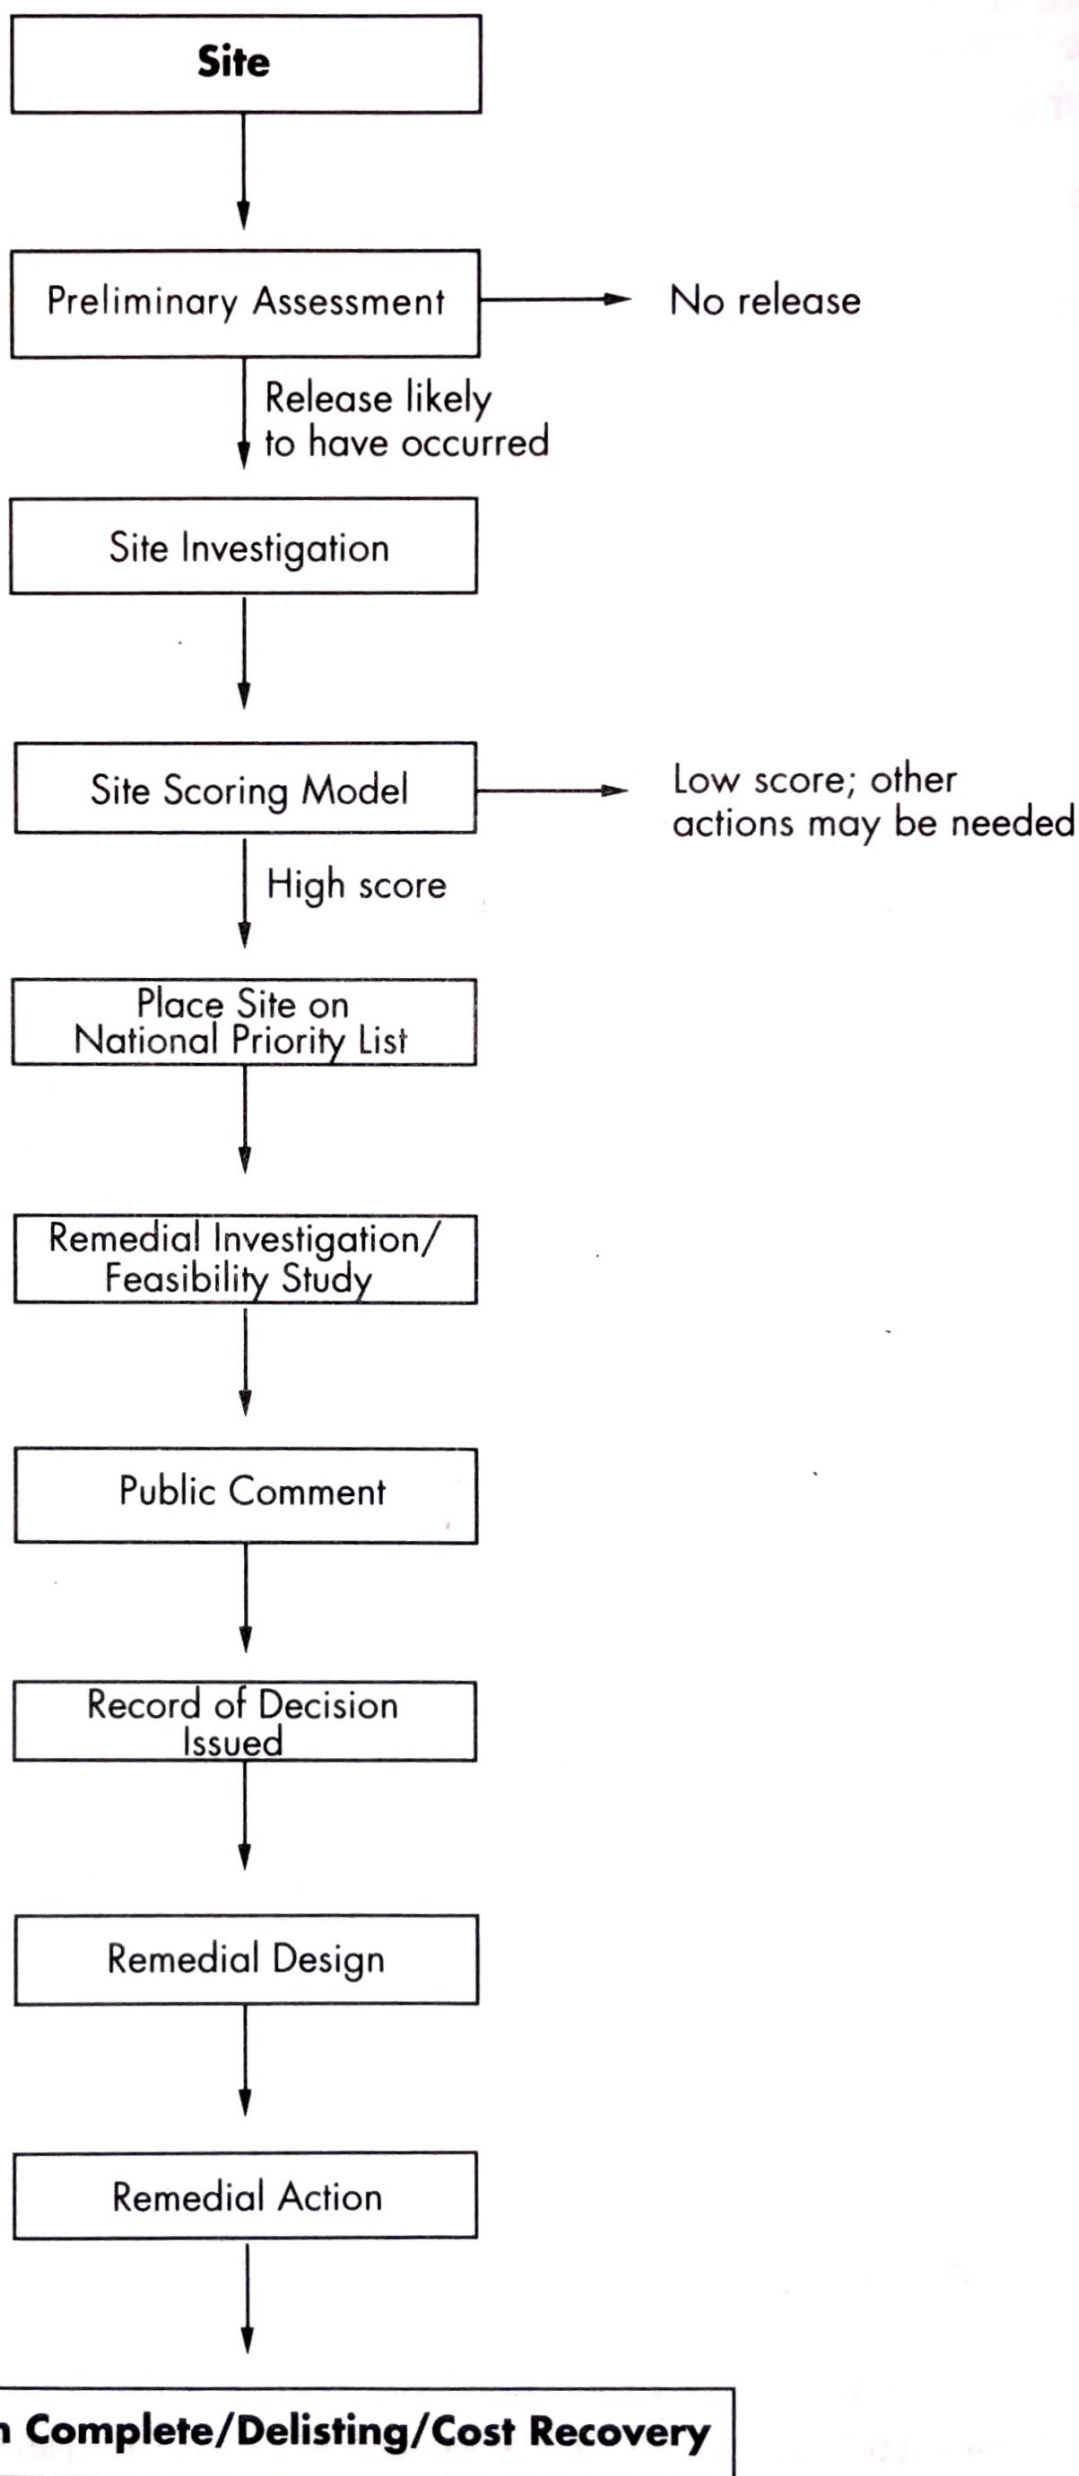 Site
Preliminary Assessment
No release
Release likely
to have occurred
Site Investigation
Site Scoring Model
Low score; other
actions may be needed
High score
Place Site on
National Priority List
Remedial Investigation/
Feasibility Study
Public Comment
Record of Decision
Issued
Remedial Design
Remedial Action
Complete/Delisting/Cost Recovery